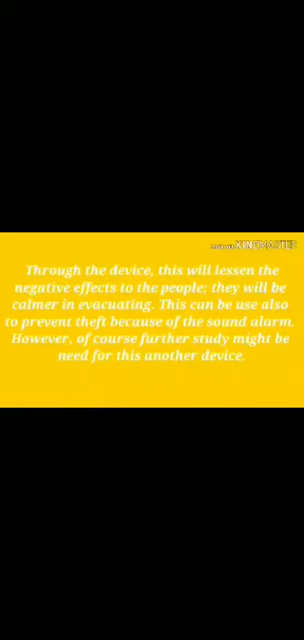 KINEMASTER
Through the device, this will lessen the
negative effects to the people; they will be
calmer in evacuating. This can be use also
to prevent theft because of the sound alarm.
However, of course further study might be
need for this another device.